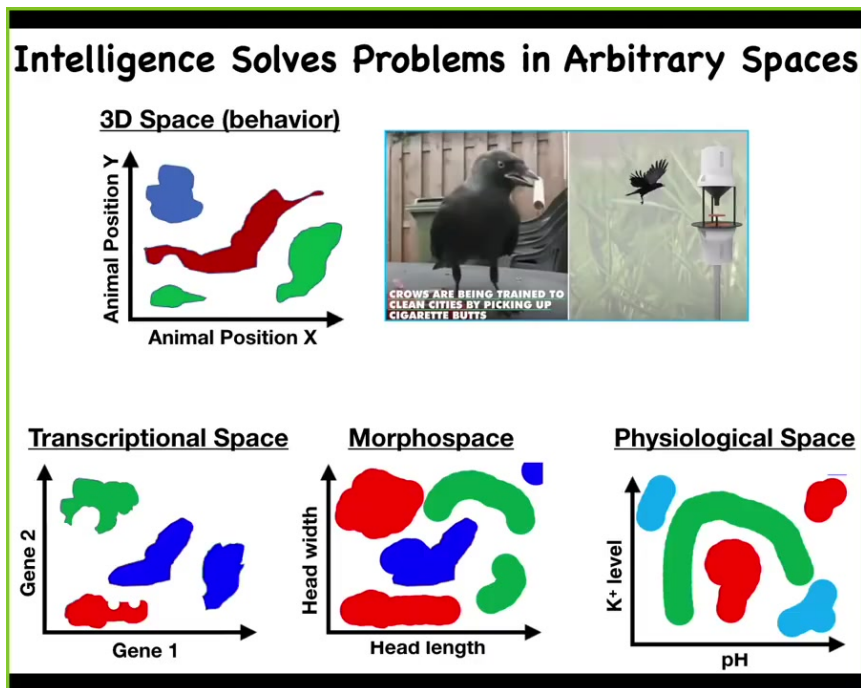 Intelligence Solves Problems in Arbitrary Spaces
3D Space (behavior)
Animal Position Y
Animal Position X
CROWS ARE BEING TRAINED TO
CLEAN CITIES BY PICKING UP
CIGARETTE BUTTS
Transcriptional Space
Gene 2
Gene 1
Morphospace
Head width
Head length
Physiological Space
K⁺ level
pH